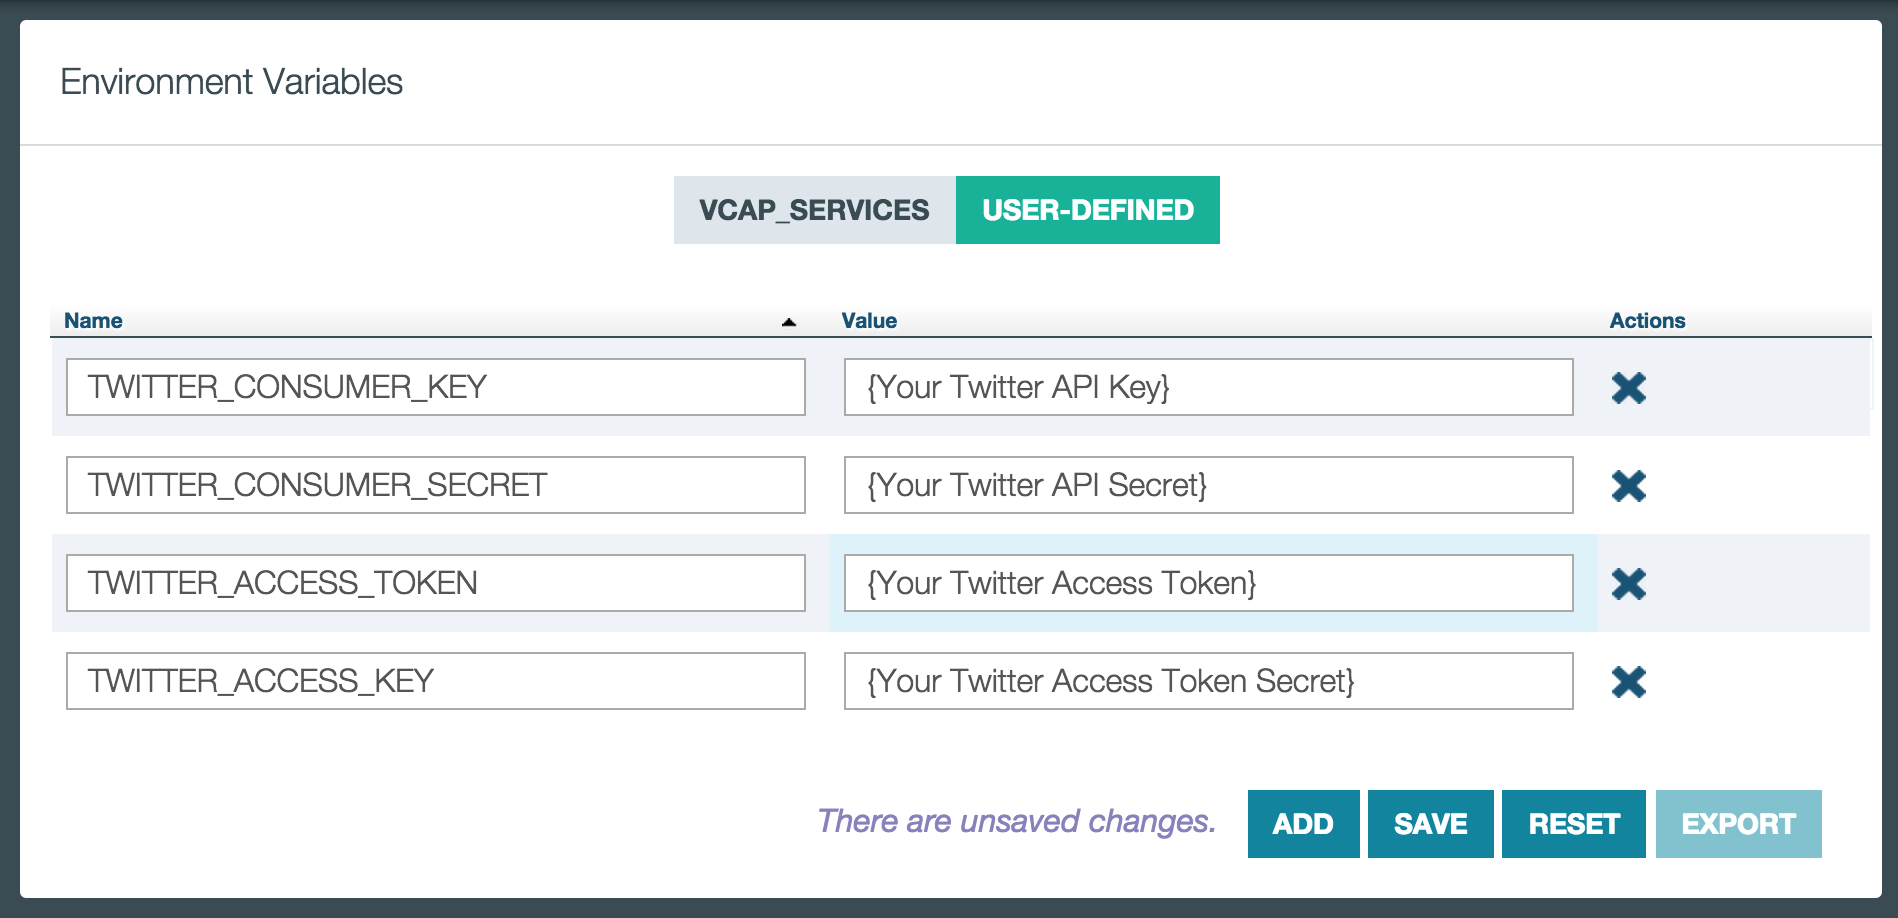 Environment Variables
VCAP_SERVICES USER-DEFINED
Name Value Actions
TWITTER_CONSUMER_KEY {Your Twitter API Key}
TWITTER_CONSUMER_SECRET {Your Twitter API Secret}
TWITTER_ACCESS_TOKEN {Your Twitter Access Token}
TWITTER_ACCESS_KEY {Your Twitter Access Token Secret}
There are unsaved changes. ADD SAVE RESET EXPORT